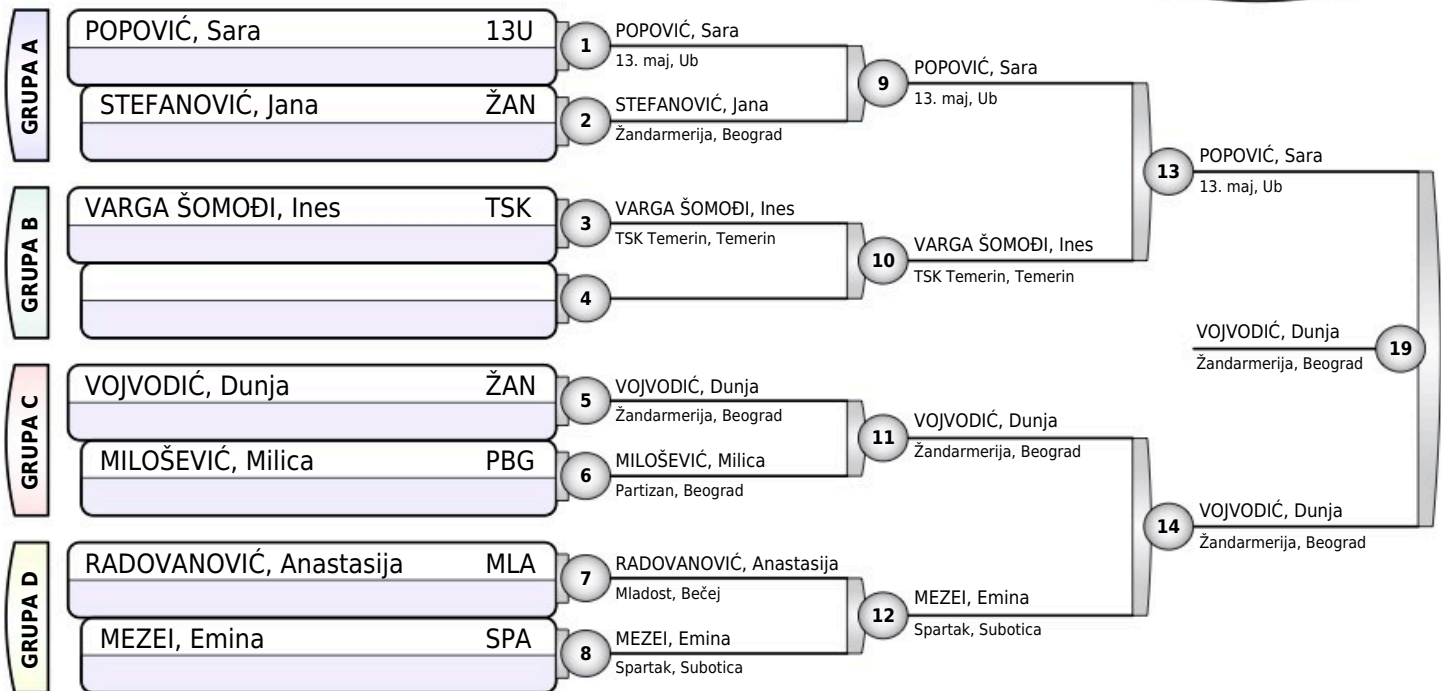 GRUPA A
POPOVIĆ, Sara 13U
STEFANOVIĆ, Jana ŽAN
GRUPA B
VARGA ŠOMOĐI, Ines TSK
GRUPA C
VOJVODIĆ, Dunja ŽAN
MILOŠEVIĆ, Milica PBG
GRUPA D
RADOVANOVIĆ, Anastasija MLA
MEZEI, Emina SPA
1
POPOVIĆ, Sara
13. maj, Ub
2
STEFANOVIĆ, Jana
Žandarmerija, Beograd
3
VARGA ŠOMOĐI, Ines
TSK Temerin, Temerin
4
5
VOJVODIĆ, Dunja
Žandarmerija, Beograd
6
MILOŠEVIĆ, Milica
Partizan, Beograd
7
RADOVANOVIĆ, Anastasija
Mladost, Bečej
8
MEZEI, Emina
Spartak, Subotica
9
POPOVIĆ, Sara
13. maj, Ub
10
VARGA ŠOMOĐI, Ines
TSK Temerin, Temerin
11
VOJVODIĆ, Dunja
Žandarmerija, Beograd
12
MEZEI, Emina
Spartak, Subotica
13
POPOVIĆ, Sara
13. maj, Ub
14
VOJVODIĆ, Dunja
Žandarmerija, Beograd
VOJVODIĆ, Dunja
Žandarmerija, Beograd
19